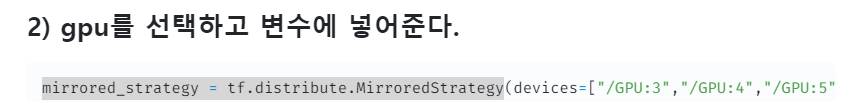 2) gpu를 선택하고 변수에 넣어준다.
mirrored_strategy = tf.distribute.MirroredStrategy(devices=["/GPU:3","/GPU:4","/GPU:5"